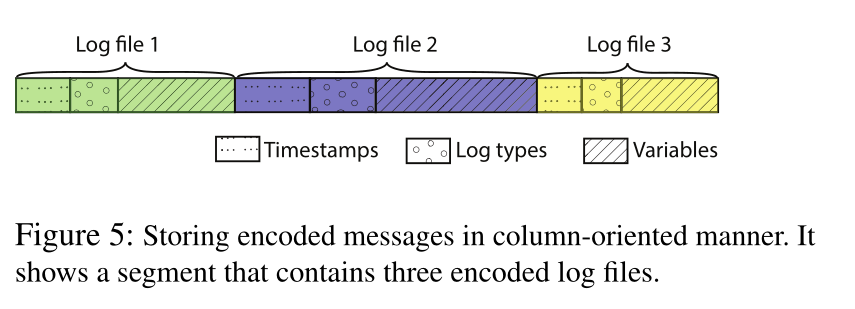 Log file 1 Log file 2 Log file 3
Timestamps Log types Variables
Figure 5: Storing encoded messages in column-oriented manner. It
shows a segment that contains three encoded log files.